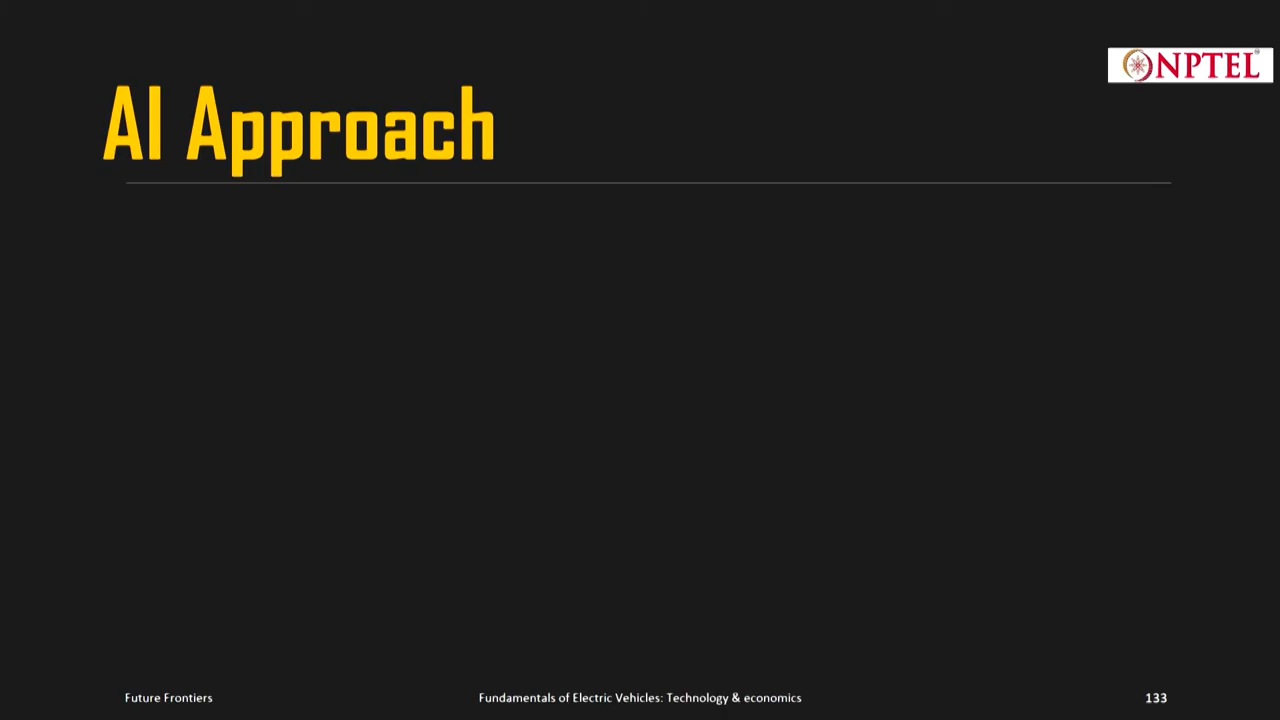 NPTEL
AI Approach
Future Frontiers
Fundamentals of Electric Vehicles: Technology & economics
133